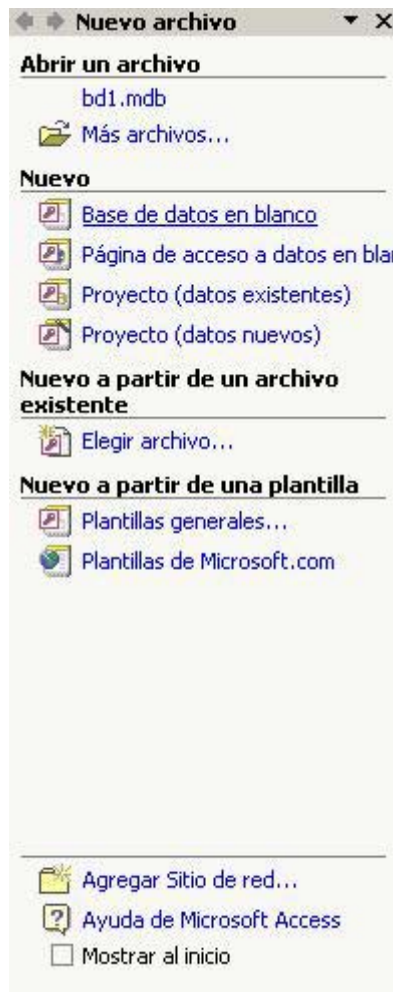 Nuevo archivo
Abrir un archivo
bd1.mdb
Más archivos...
Nuevo
Base de datos en blanco
Página de acceso a datos en bla
Proyecto (datos existentes)
Proyecto (datos nuevos)
Nuevo a partir de un archivo
existente
Elegir archivo...
Nuevo a partir de una plantilla
Plantillas generales...
Plantillas de Microsoft.com
Agregar Sitio de red...
Ayuda de Microsoft Access
Mostrar al inicio